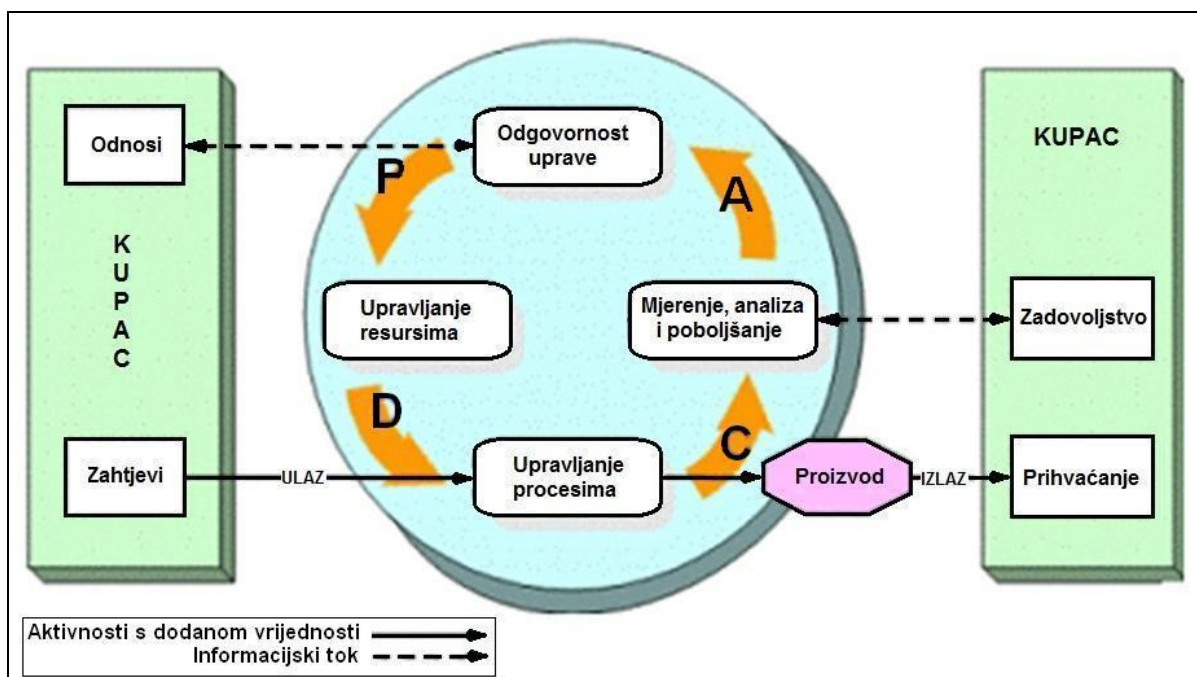 Odnosi
K
U
P
A
C
Zahtjevi
ULAZ
Odgovornost
uprave
P
A
Upravljanje
resursima
Mjerenje, analiza
i poboljšanje
D
C
Upravljanje
procesima
Proizvod
IZLAZ
KUPAC
Zadovoljstvo
Prihvaćanje
Aktivnosti s dodanom vrijednosti
Informacijski tok